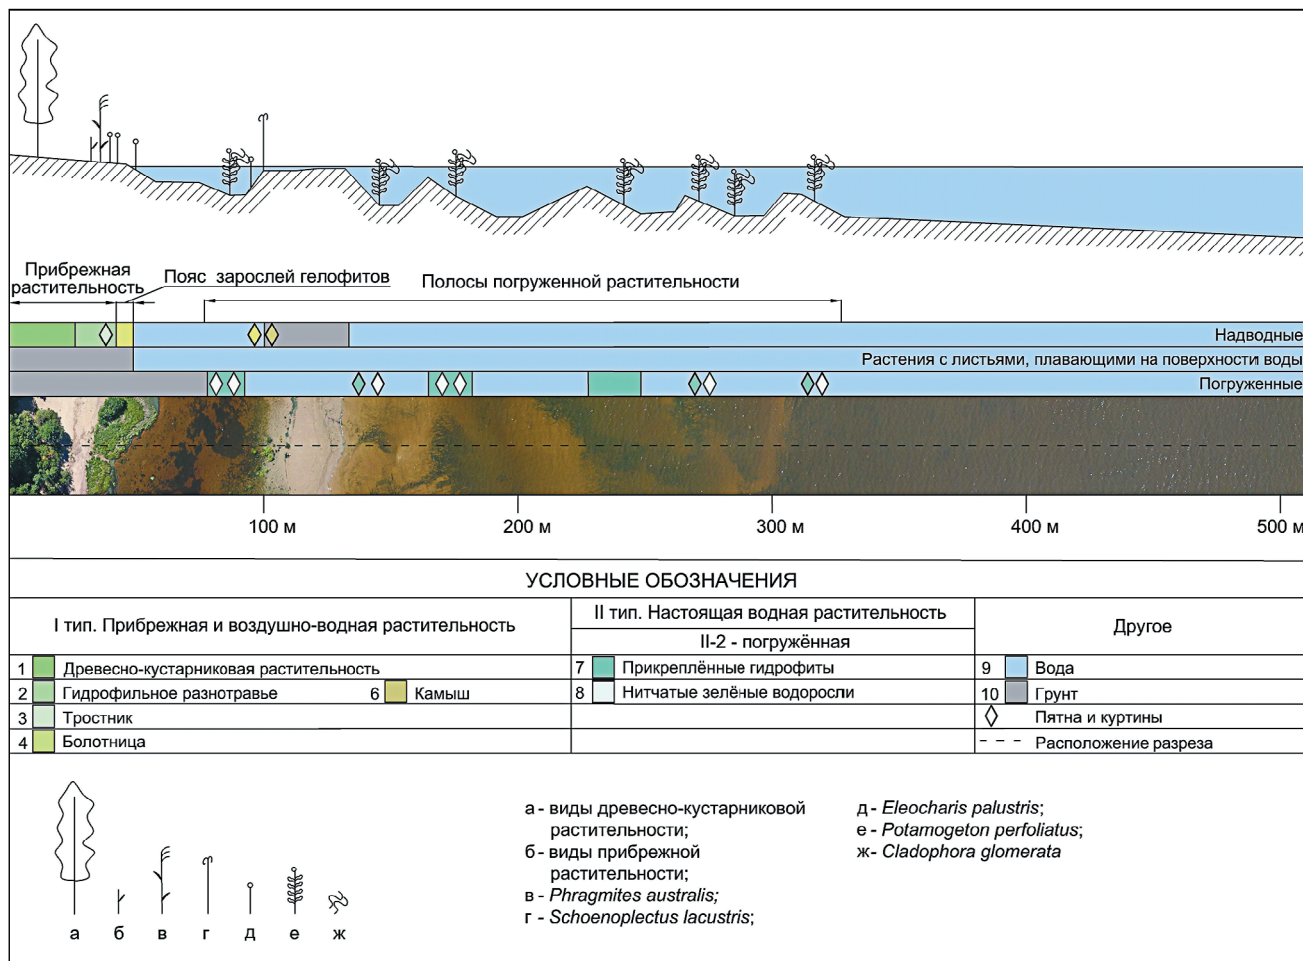 Прибрежная
растительность
Пояс зарослей гелофитов
Полосы погруженной растительности
Надводные
Растения с листьями, плавающими на поверхности воды
Погруженные
100 м
200 м
300 м
400 м
500 м
УСЛОВНЫЕ ОБОЗНАЧЕНИЯ
I тип. Прибрежная и воздушно-водная растительность
II тип. Настоящая водная растительность
II-2 - погружённая
Другое
1 Древесно-кустарниковая растительность
2 Гидрофильное разнотравье
6 Камыш
3 Тростник
4 Болотница
7 Прикреплённые гидрофиты
8 Нитчатые зелёные водоросли
9 Вода
10 Грунт
Пятна и куртины
Расположение разреза
а б в г д е ж
а - виды древесно-кустарниковой
растительности;
б - виды прибрежной
растительности;
в - Phragmites australis;
г - Schoenoplectus lacustris;
д - Eleocharis palustris;
е - Potamogeton perfoliatus;
ж- Cladophora glomerata